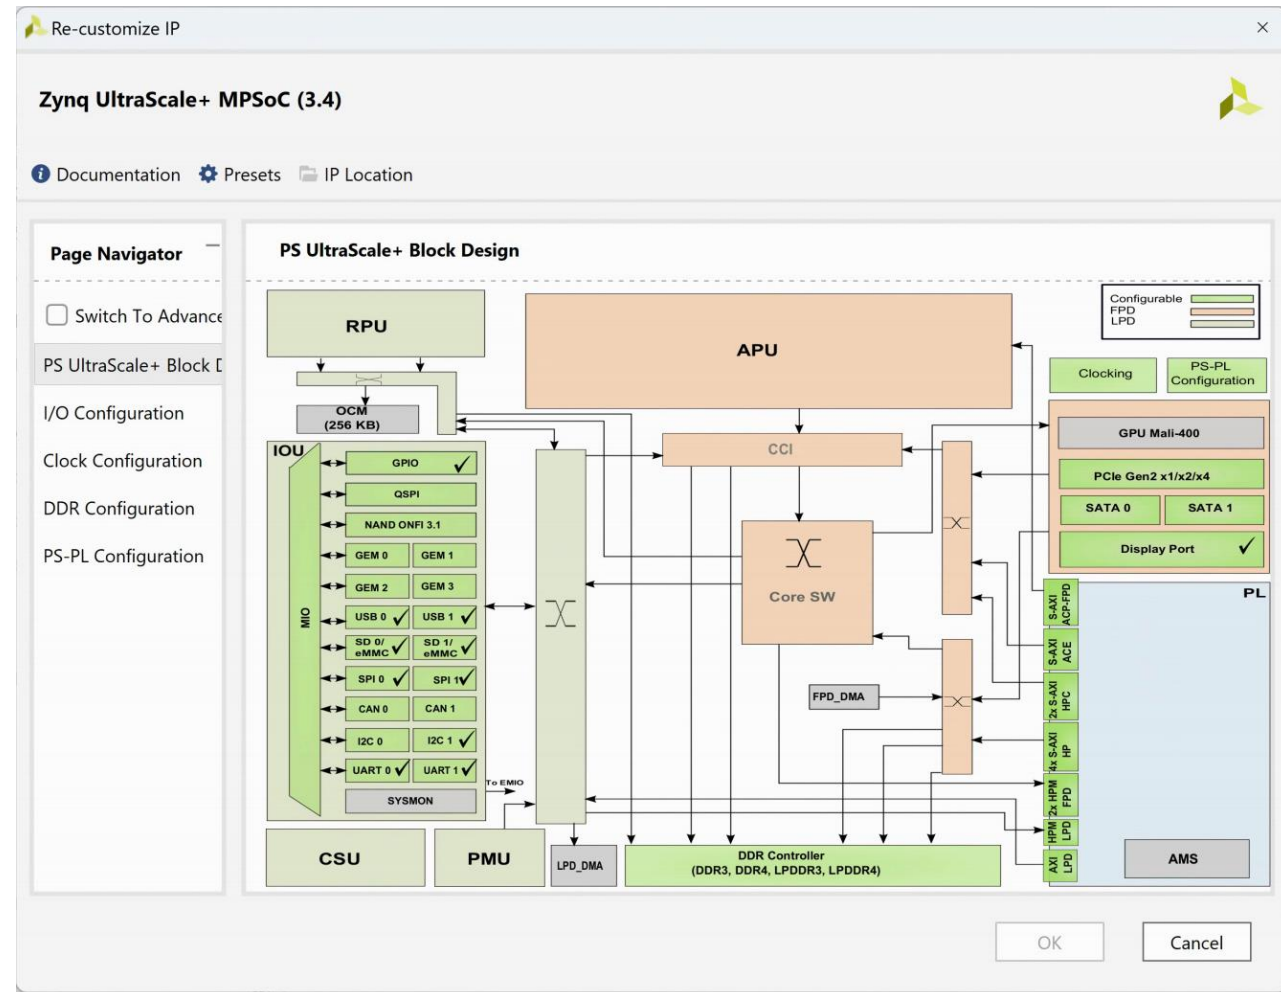 Re-customize IP
Zynq UltraScale+ MPSoC (3.4)
Documentation Presets IP Location
Page Navigator
Switch To Advance
PS UltraScale+ Block D
I/O Configuration
Clock Configuration
DDR Configuration
PS-PL Configuration
PS UltraScale+ Block Design
Configurable
FPD
LPD
RPU
APU
Clocking
PS-PL
Configuration
OCM
(256 KB)
CCI
GPU Mali-400
PCIe Gen2 x1/x2/x4
SATA 0
SATA 1
Display Port
IOU
MIO
GPIO
QSPI
NAND ONFI 3.1
GEM 0
GEM 1
GEM 2
GEM 3
USB 0
USB 1
SD 0/
eMMC
SD 1/
eMMC
SPI 0
SPI 1
CAN 0
CAN 1
I2C 0
I2C 1
UART 0
UART 1
SYSMON
To EMIO
Core SW
FPD_DMA
PL
S-AXI
ACP-FPD
S-AXI
ACE
2x S-AXI
HPC
4x S-AXI
HP
2x HPM
FPD
HPM
LPD
AXI
LPD
AMS
CSU
PMU
LPD_DMA
DDR Controller
(DDR3, DDR4, LPDDR3, LPDDR4)
OK
Cancel